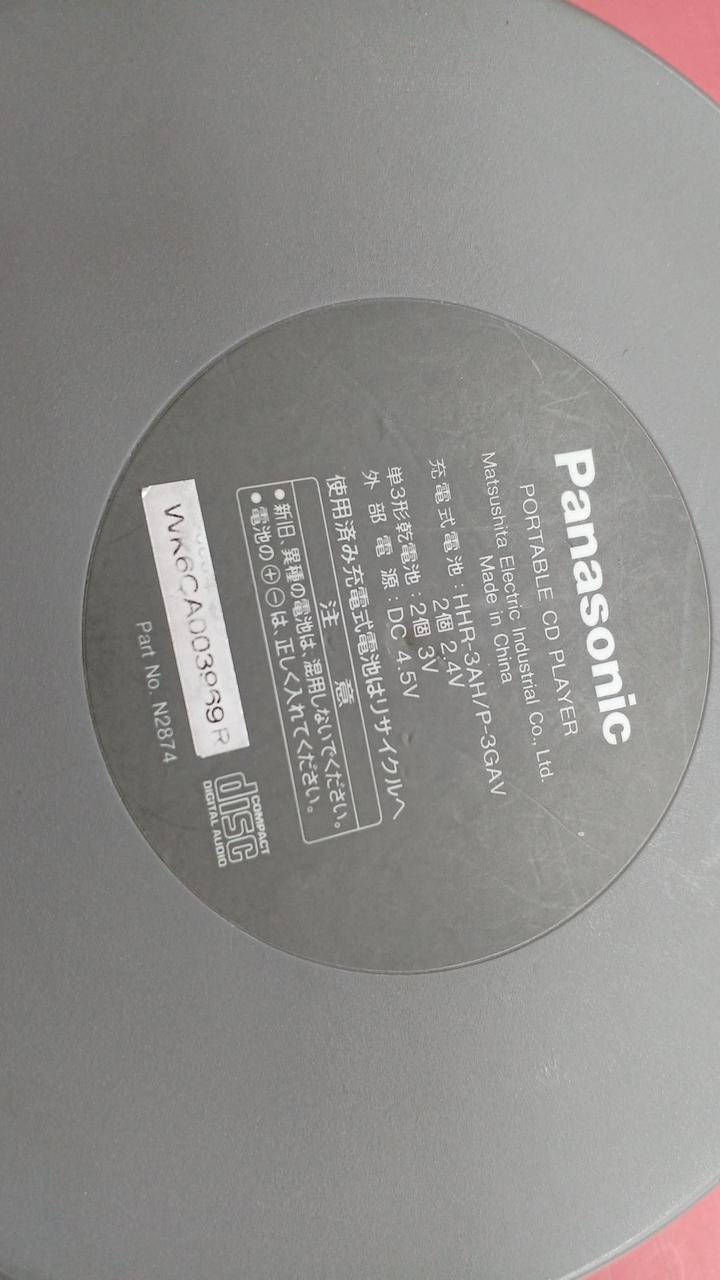 Panasonic
PORTABLE CD PLAYER
Matsushita Electric Industrial Co., Ltd.
Made in China
充電式電池：HHR-3AH/P-3GAV
2個 2.4V
単3形乾電池：2個 3V
外部電源：DC 4.5V
使用済み充電式電池はリサイクルへ
注意
●新旧、異種の電池は、混用しないでください。
●電池の⊕⊖は、正しく入れてください。
WK6CA003969R
COMPACT
disc
DIGITAL AUDIO
Part No. N2874